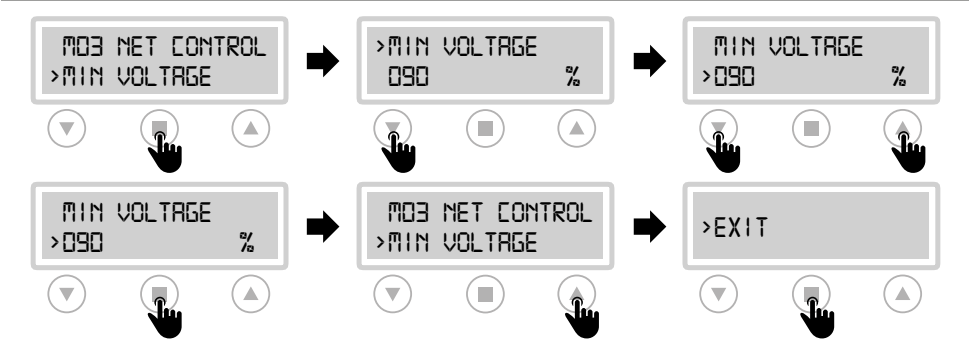 M03 NET CONTROL
>MIN VOLTAGE
>MIN VOLTAGE
090 %
MIN VOLTAGE
>090 %
MIN VOLTAGE
>090 %
M03 NET CONTROL
>MIN VOLTAGE
>EXIT